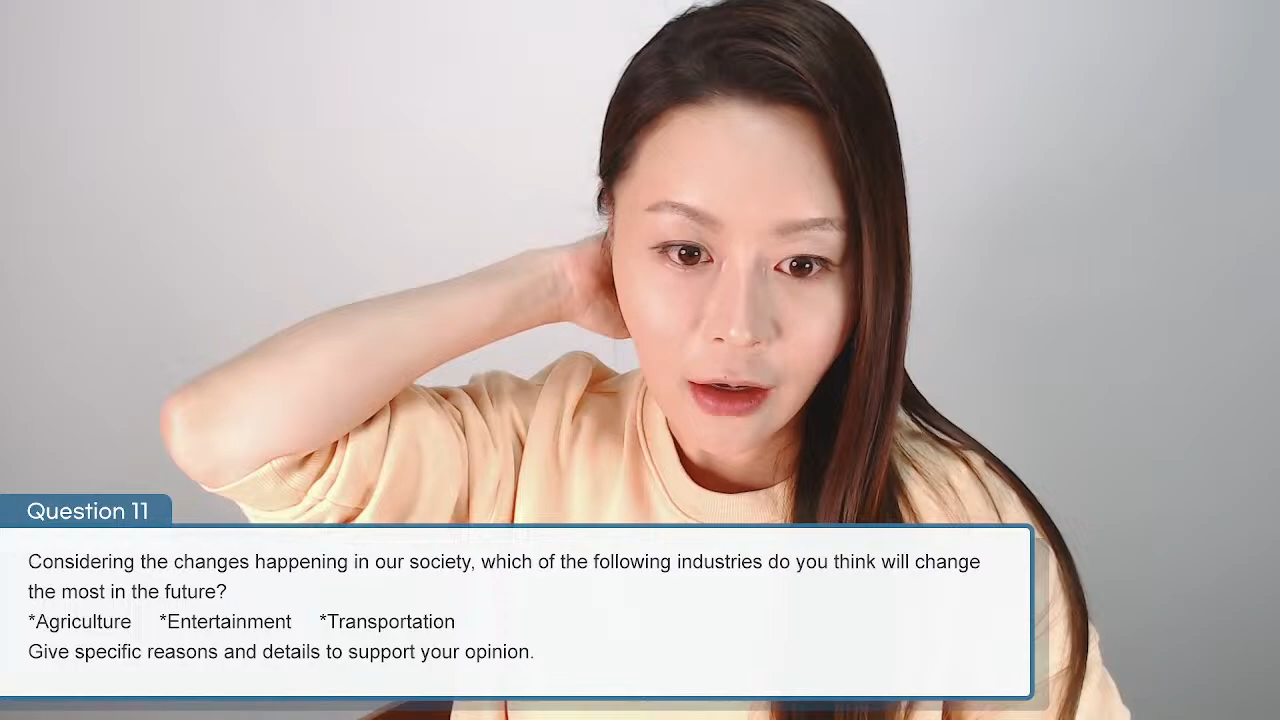 Question 11
Considering the changes happening in our society, which of the following industries do you think will change
the most in the future?
*Agriculture *Entertainment *Transportation
Give specific reasons and details to support your opinion.